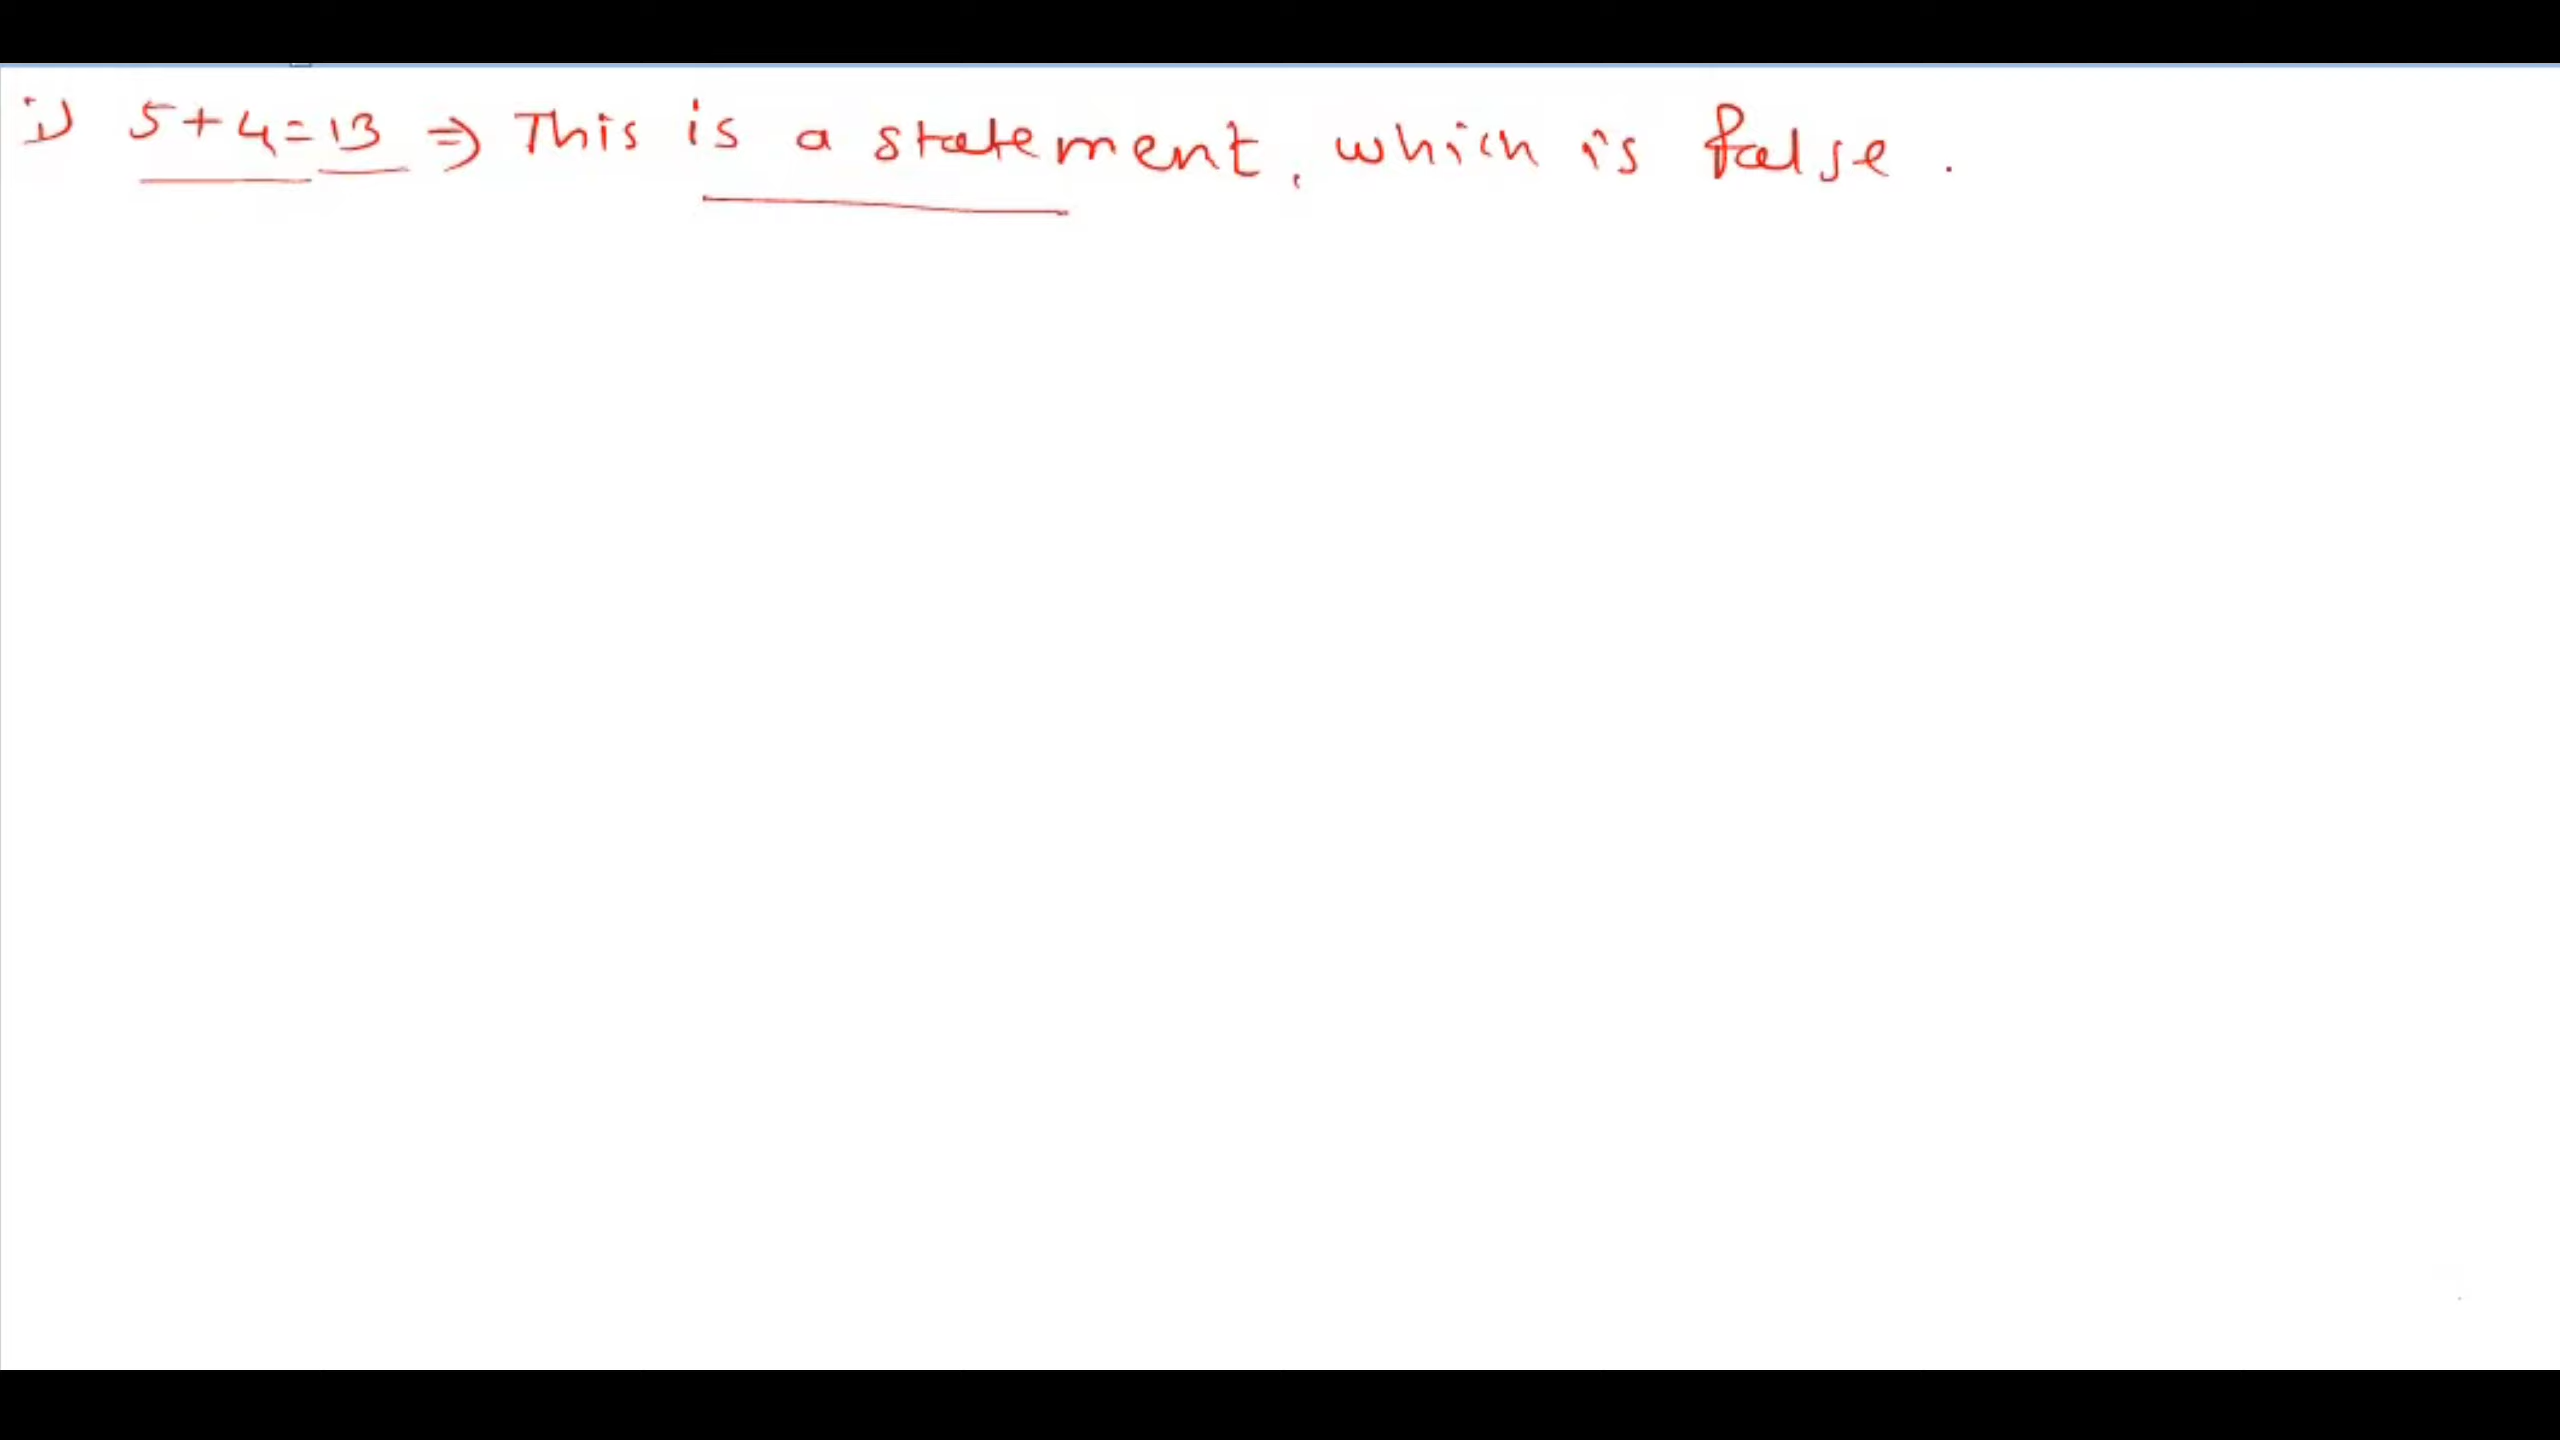 i) 5+4=13 ⇒ This is a statement, which is false.